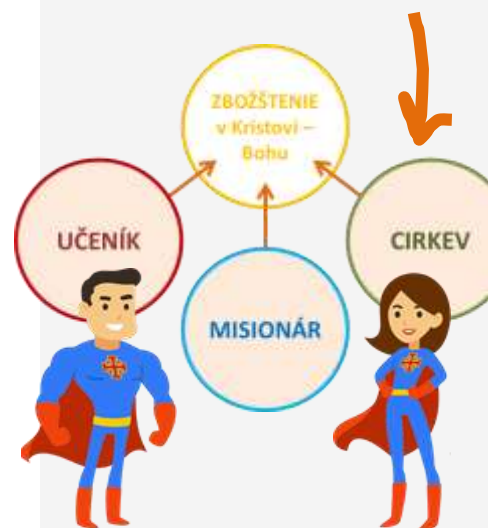 ZBOŽŠTENIE
v Kristovi –
Bohu
UČENÍK
CIRKEV
MISIONÁR